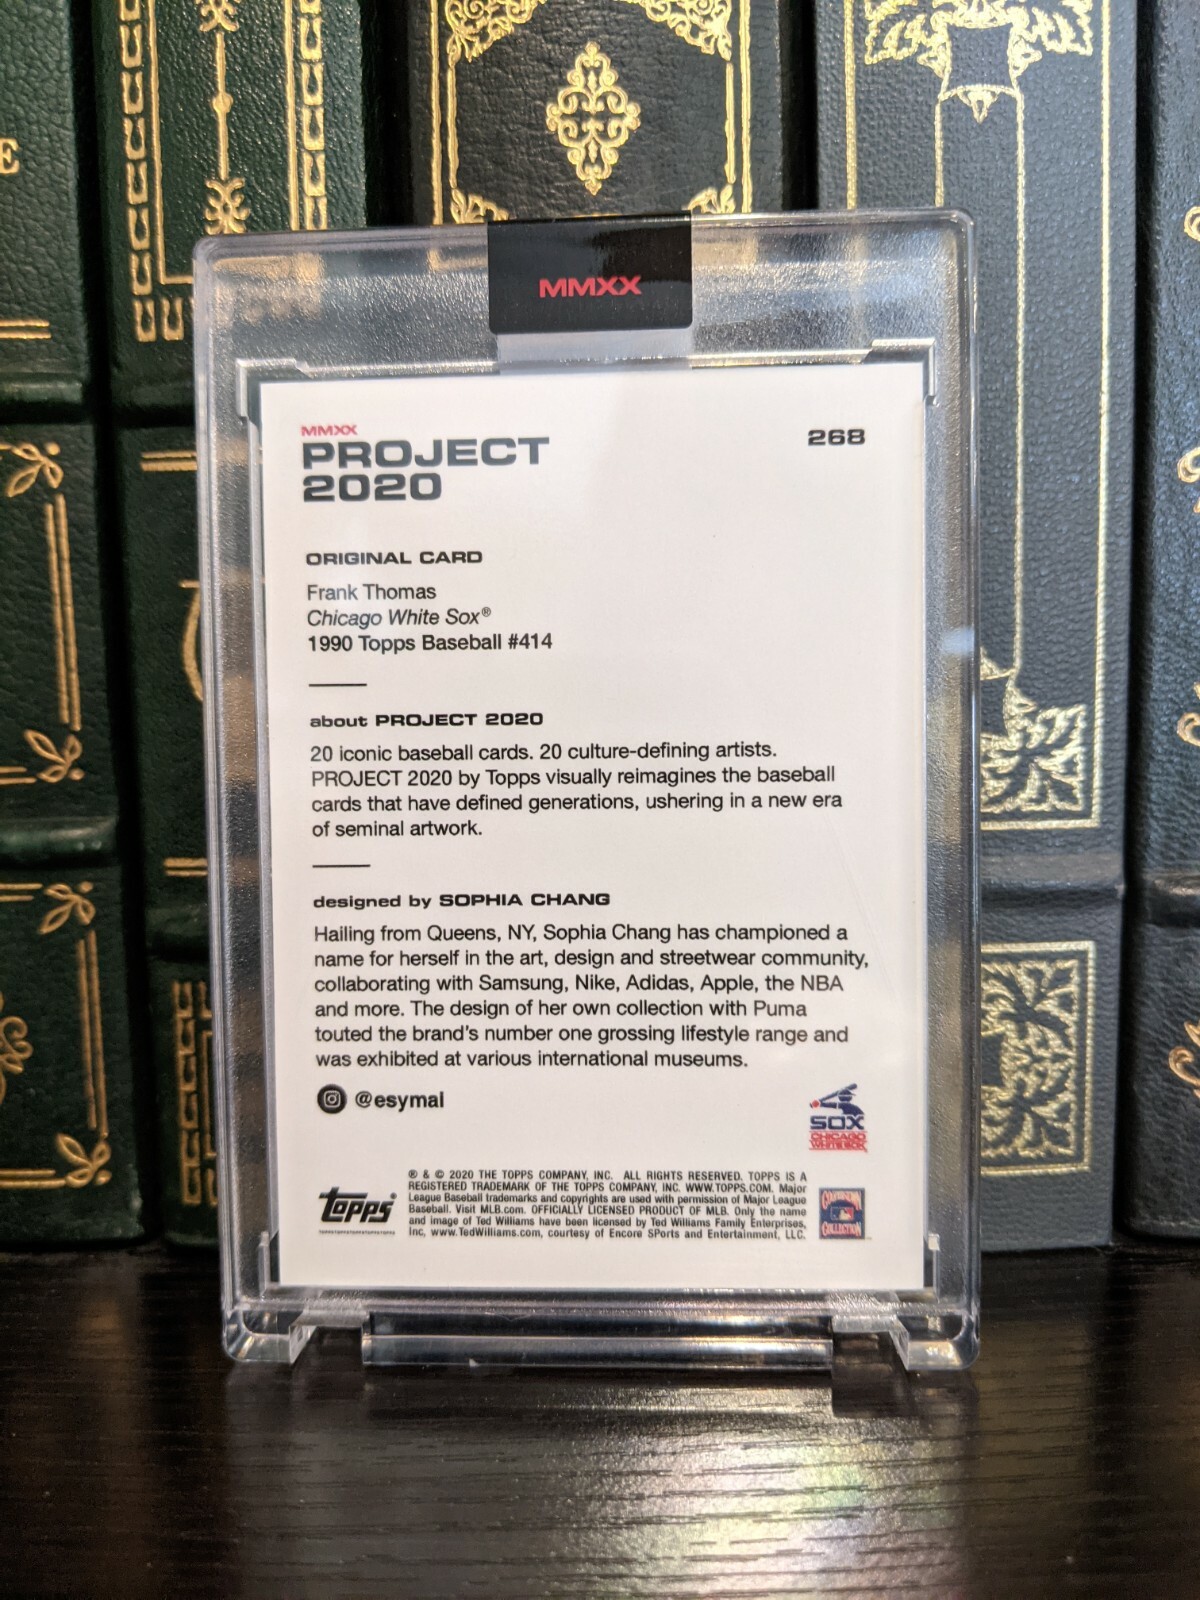 E
MMXX
MMXX
PROJECT
2020
268
ORIGINAL CARD
Frank Thomas
Chicago White Sox®
1990 Topps Baseball #414
about PROJECT 2020
20 iconic baseball cards. 20 culture-defining artists.
PROJECT 2020 by Topps visually reimagines the baseball
cards that have defined generations, ushering in a new era
of seminal artwork.
designed by SOPHIA CHANG
Hailing from Queens, NY, Sophia Chang has championed a
name for herself in the art, design and streetwear community,
collaborating with Samsung, Nike, Adidas, Apple, the NBA
and more. The design of her own collection with Puma
touted the brand's number one grossing lifestyle range and
was exhibited at various international museums.
@esymai
SOX
CHICAGO
WHITE SOX
® & © 2020 THE TOPPS COMPANY, INC. ALL RIGHTS RESERVED. TOPPS IS A
REGISTERED TRADEMARK OF THE TOPPS COMPANY, INC. WWW.TOPPS.COM. Major
League Baseball trademarks and copyrights are used with permission of Major League
Baseball. Visit MLB.com. OFFICIALLY LICENSED PRODUCT OF MLB. Only the name
and image of Ted Williams have been licensed by Ted Williams Family Enterprises,
Inc, www.TedWilliams.com, courtesy of Encore SPorts and Entertainment, LLC.
topps®
COOPERSTOWN
COLLECTION